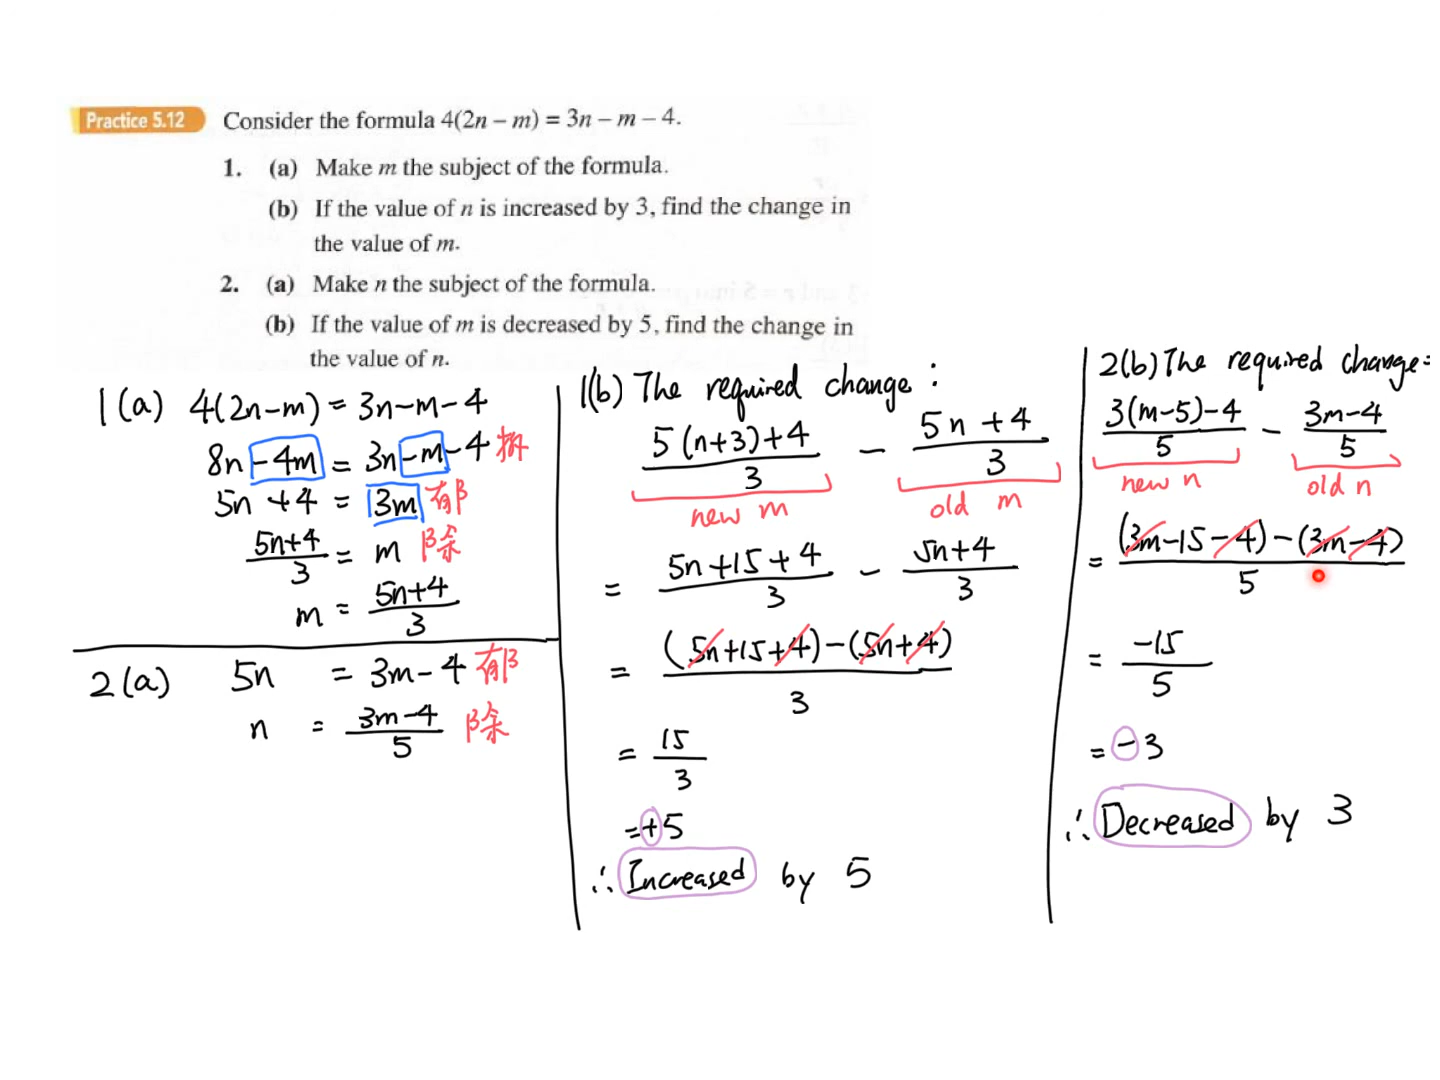 Practice 5.12 Consider the formula 4(2n − m) = 3n − m − 4.
1. (a) Make m the subject of the formula.
(b) If the value of n is increased by 3, find the change in
the value of m.
2. (a) Make n the subject of the formula.
(b) If the value of m is decreased by 5, find the change in
the value of n.
1(a) 4(2n−m) = 3n−m−4
8n −4m = 3n −m −4 拆
5n +4 = 3m 郁
(5n+4)/3 = m 除
m = (5n+4)/3
2(a) 5n = 3m−4 郁
n = (3m−4)/5 除
1(b) The required change :
(5(n+3)+4)/3 − (5n+4)/3
new m old m
= (5n+15+4)/3 − (5n+4)/3
= ((5n+15+4)−(5n+4))/3
= 15/3
= +5
∴ Increased by 5
2(b) The required change =
(3(m−5)−4)/5 − (3m−4)/5
new n old n
= ((3m−15−4)−(3m−4))/5
= −15/5
= −3
∴ Decreased by 3